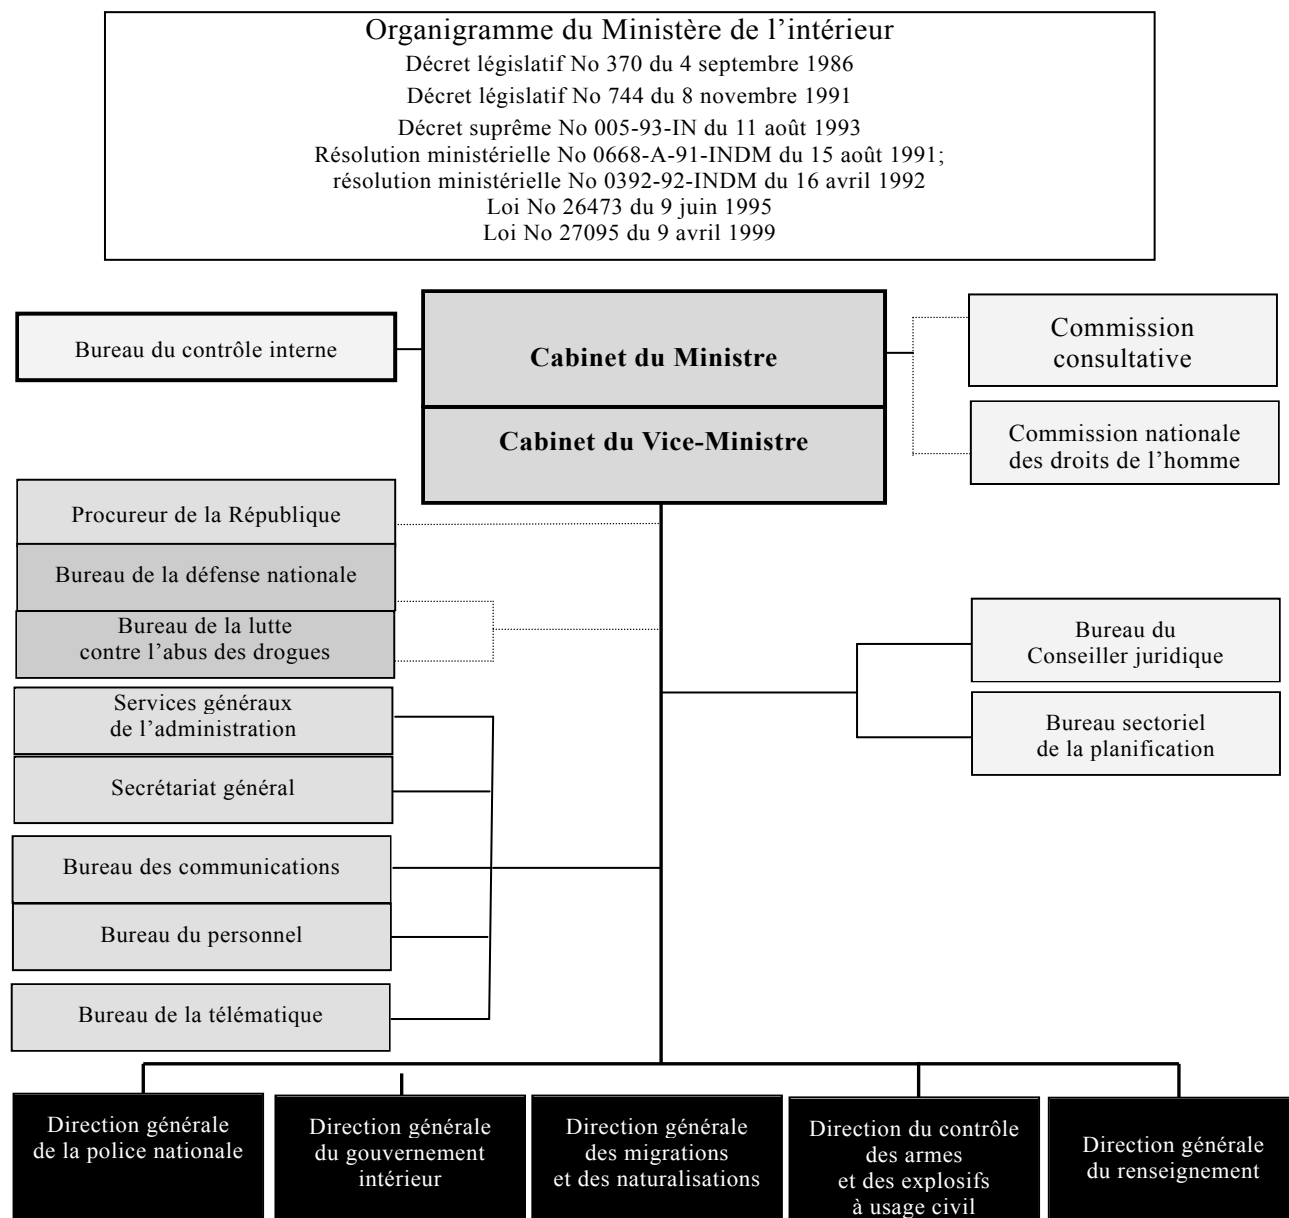 Organigramme du Ministère de l’intérieur
Décret législatif No 370 du 4 septembre 1986
Décret législatif No 744 du 8 novembre 1991
Décret suprême No 005-93-IN du 11 août 1993
Résolution ministérielle No 0668-A-91-INDM du 15 août 1991;
résolution ministérielle No 0392-92-INDM du 16 avril 1992
Loi No 26473 du 9 juin 1995
Loi No 27095 du 9 avril 1999
Bureau du contrôle interne
Cabinet du Ministre
Cabinet du Vice-Ministre
Commission
consultative
Commission nationale
des droits de l’homme
Procureur de la République
Bureau de la défense nationale
Bureau de la lutte
contre l’abus des drogues
Services généraux
de l’administration
Secrétariat général
Bureau des communications
Bureau du personnel
Bureau de la télématique
Bureau du
Conseiller juridique
Bureau sectoriel
de la planification
Direction générale
de la police nationale
Direction générale
du gouvernement
intérieur
Direction générale
des migrations
et des naturalisations
Direction du contrôle
des armes
et des explosifs
à usage civil
Direction générale
du renseignement